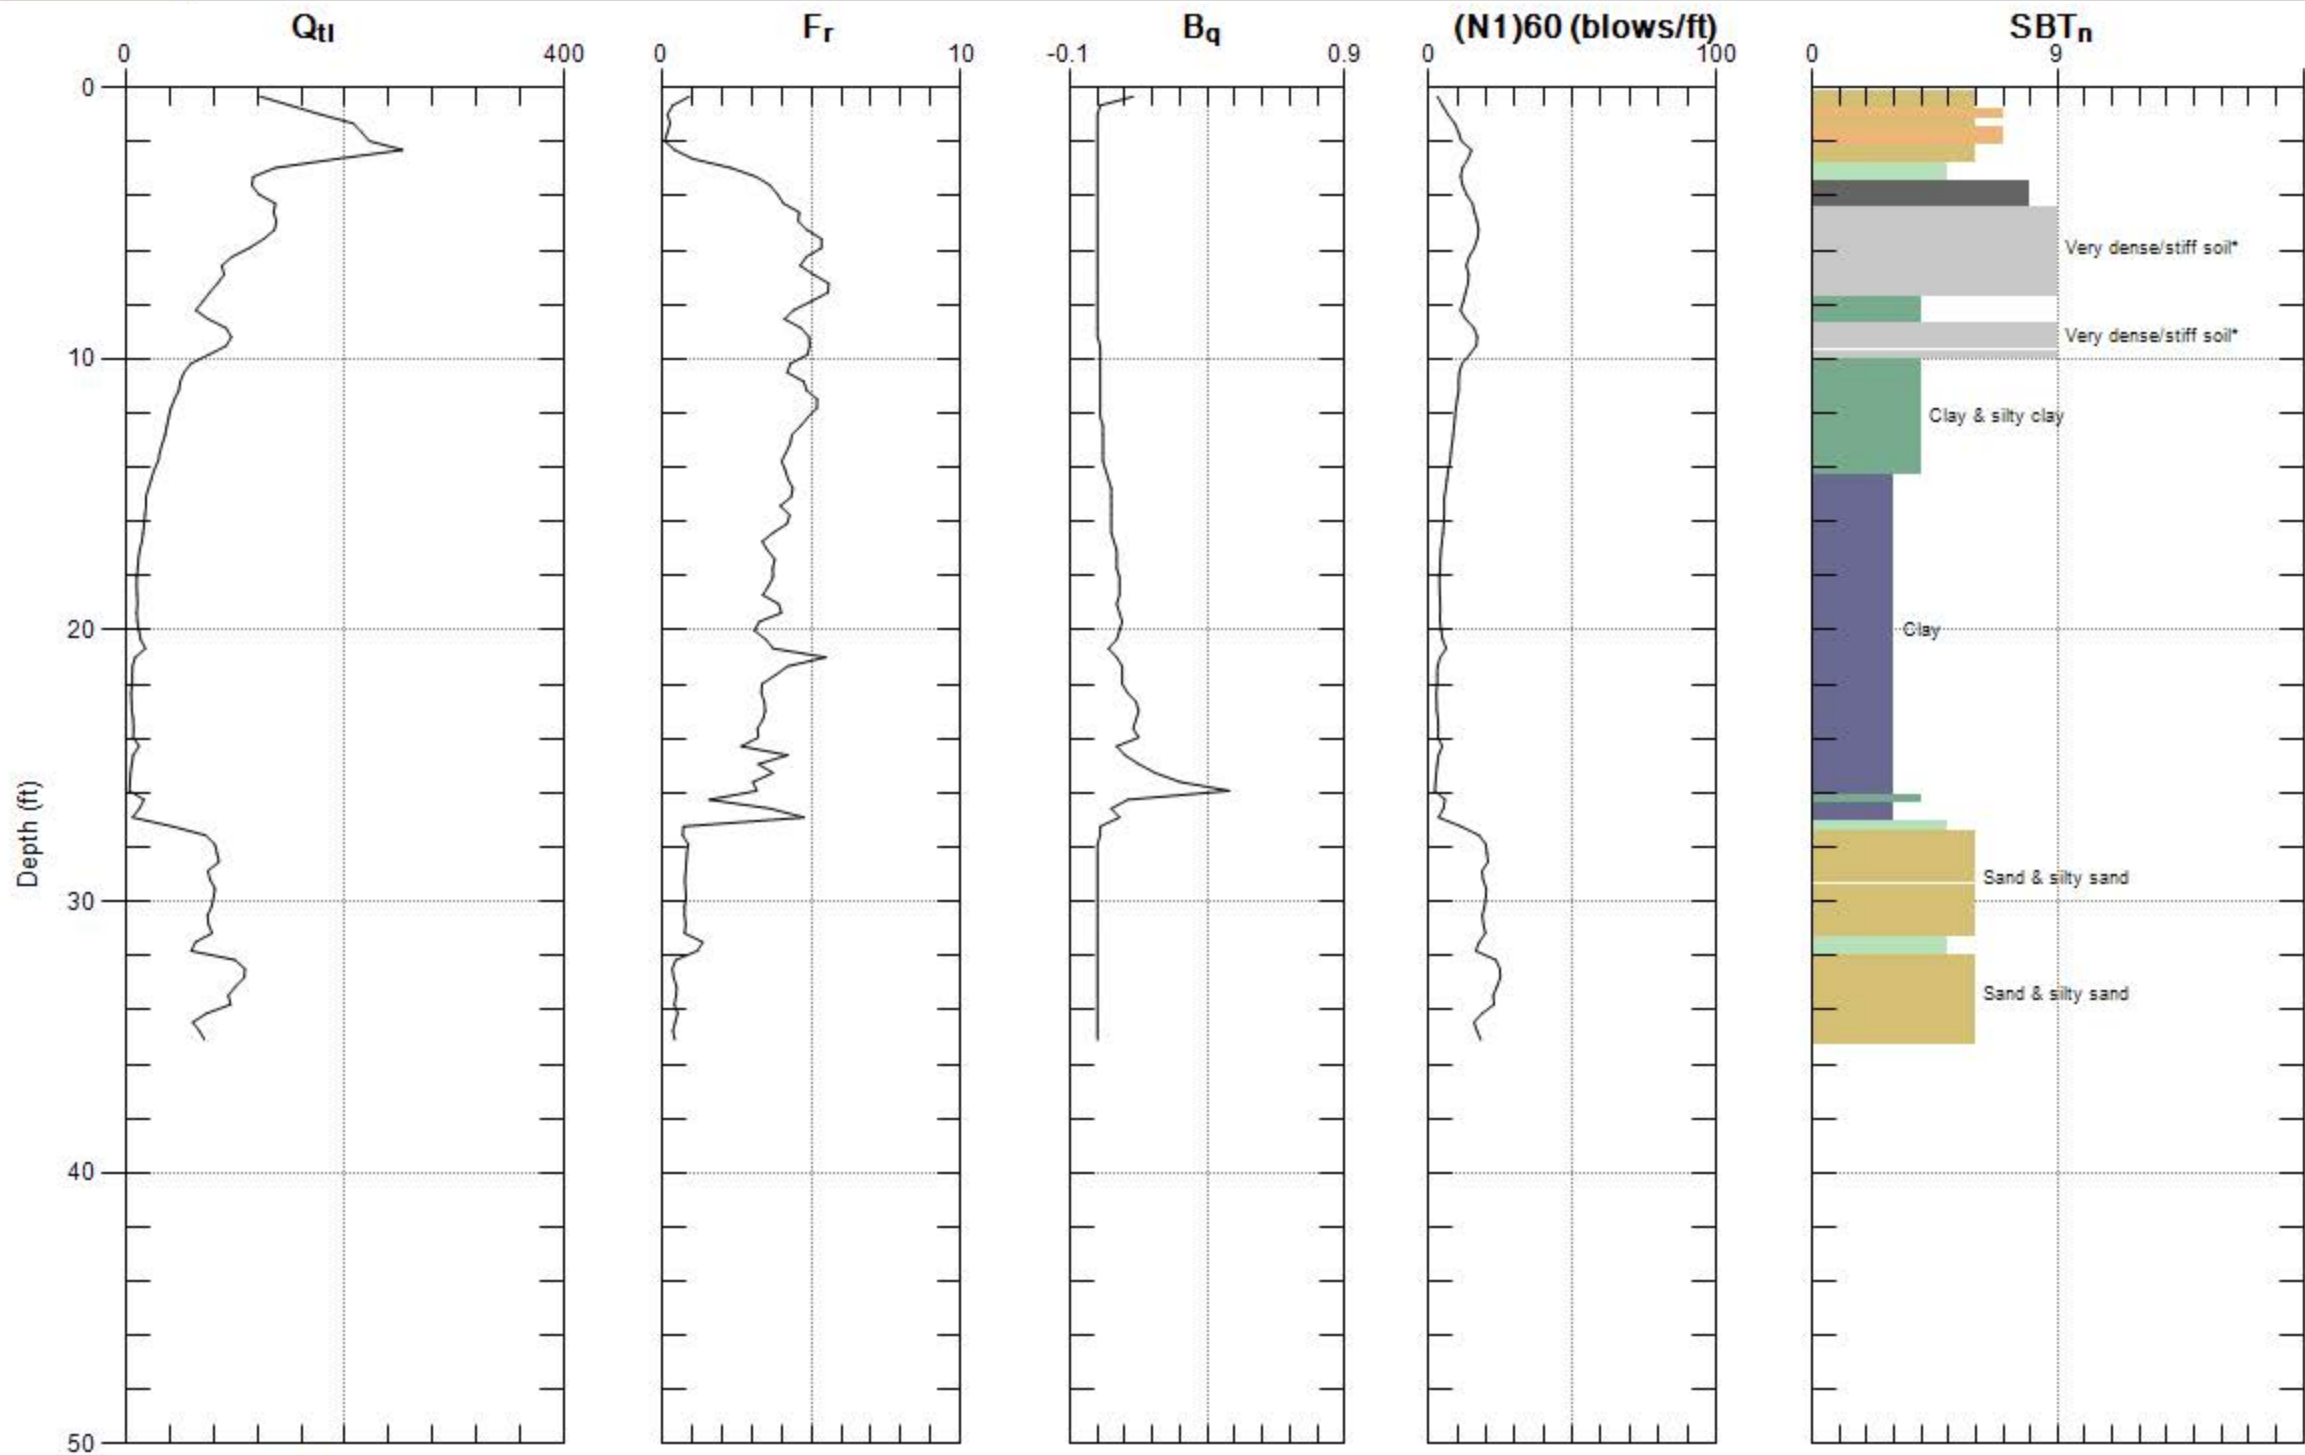 Qtl Fr Bq (N1)60 (blows/ft) SBTn
0 400 0 10 -0.1 0.9 0 100 0 9
0
Very dense/stiff soil*
Very dense/stiff soil*
10
Clay & silty clay
20
Clay
Depth (ft)
Sand & silty sand
30
Sand & silty sand
40
50